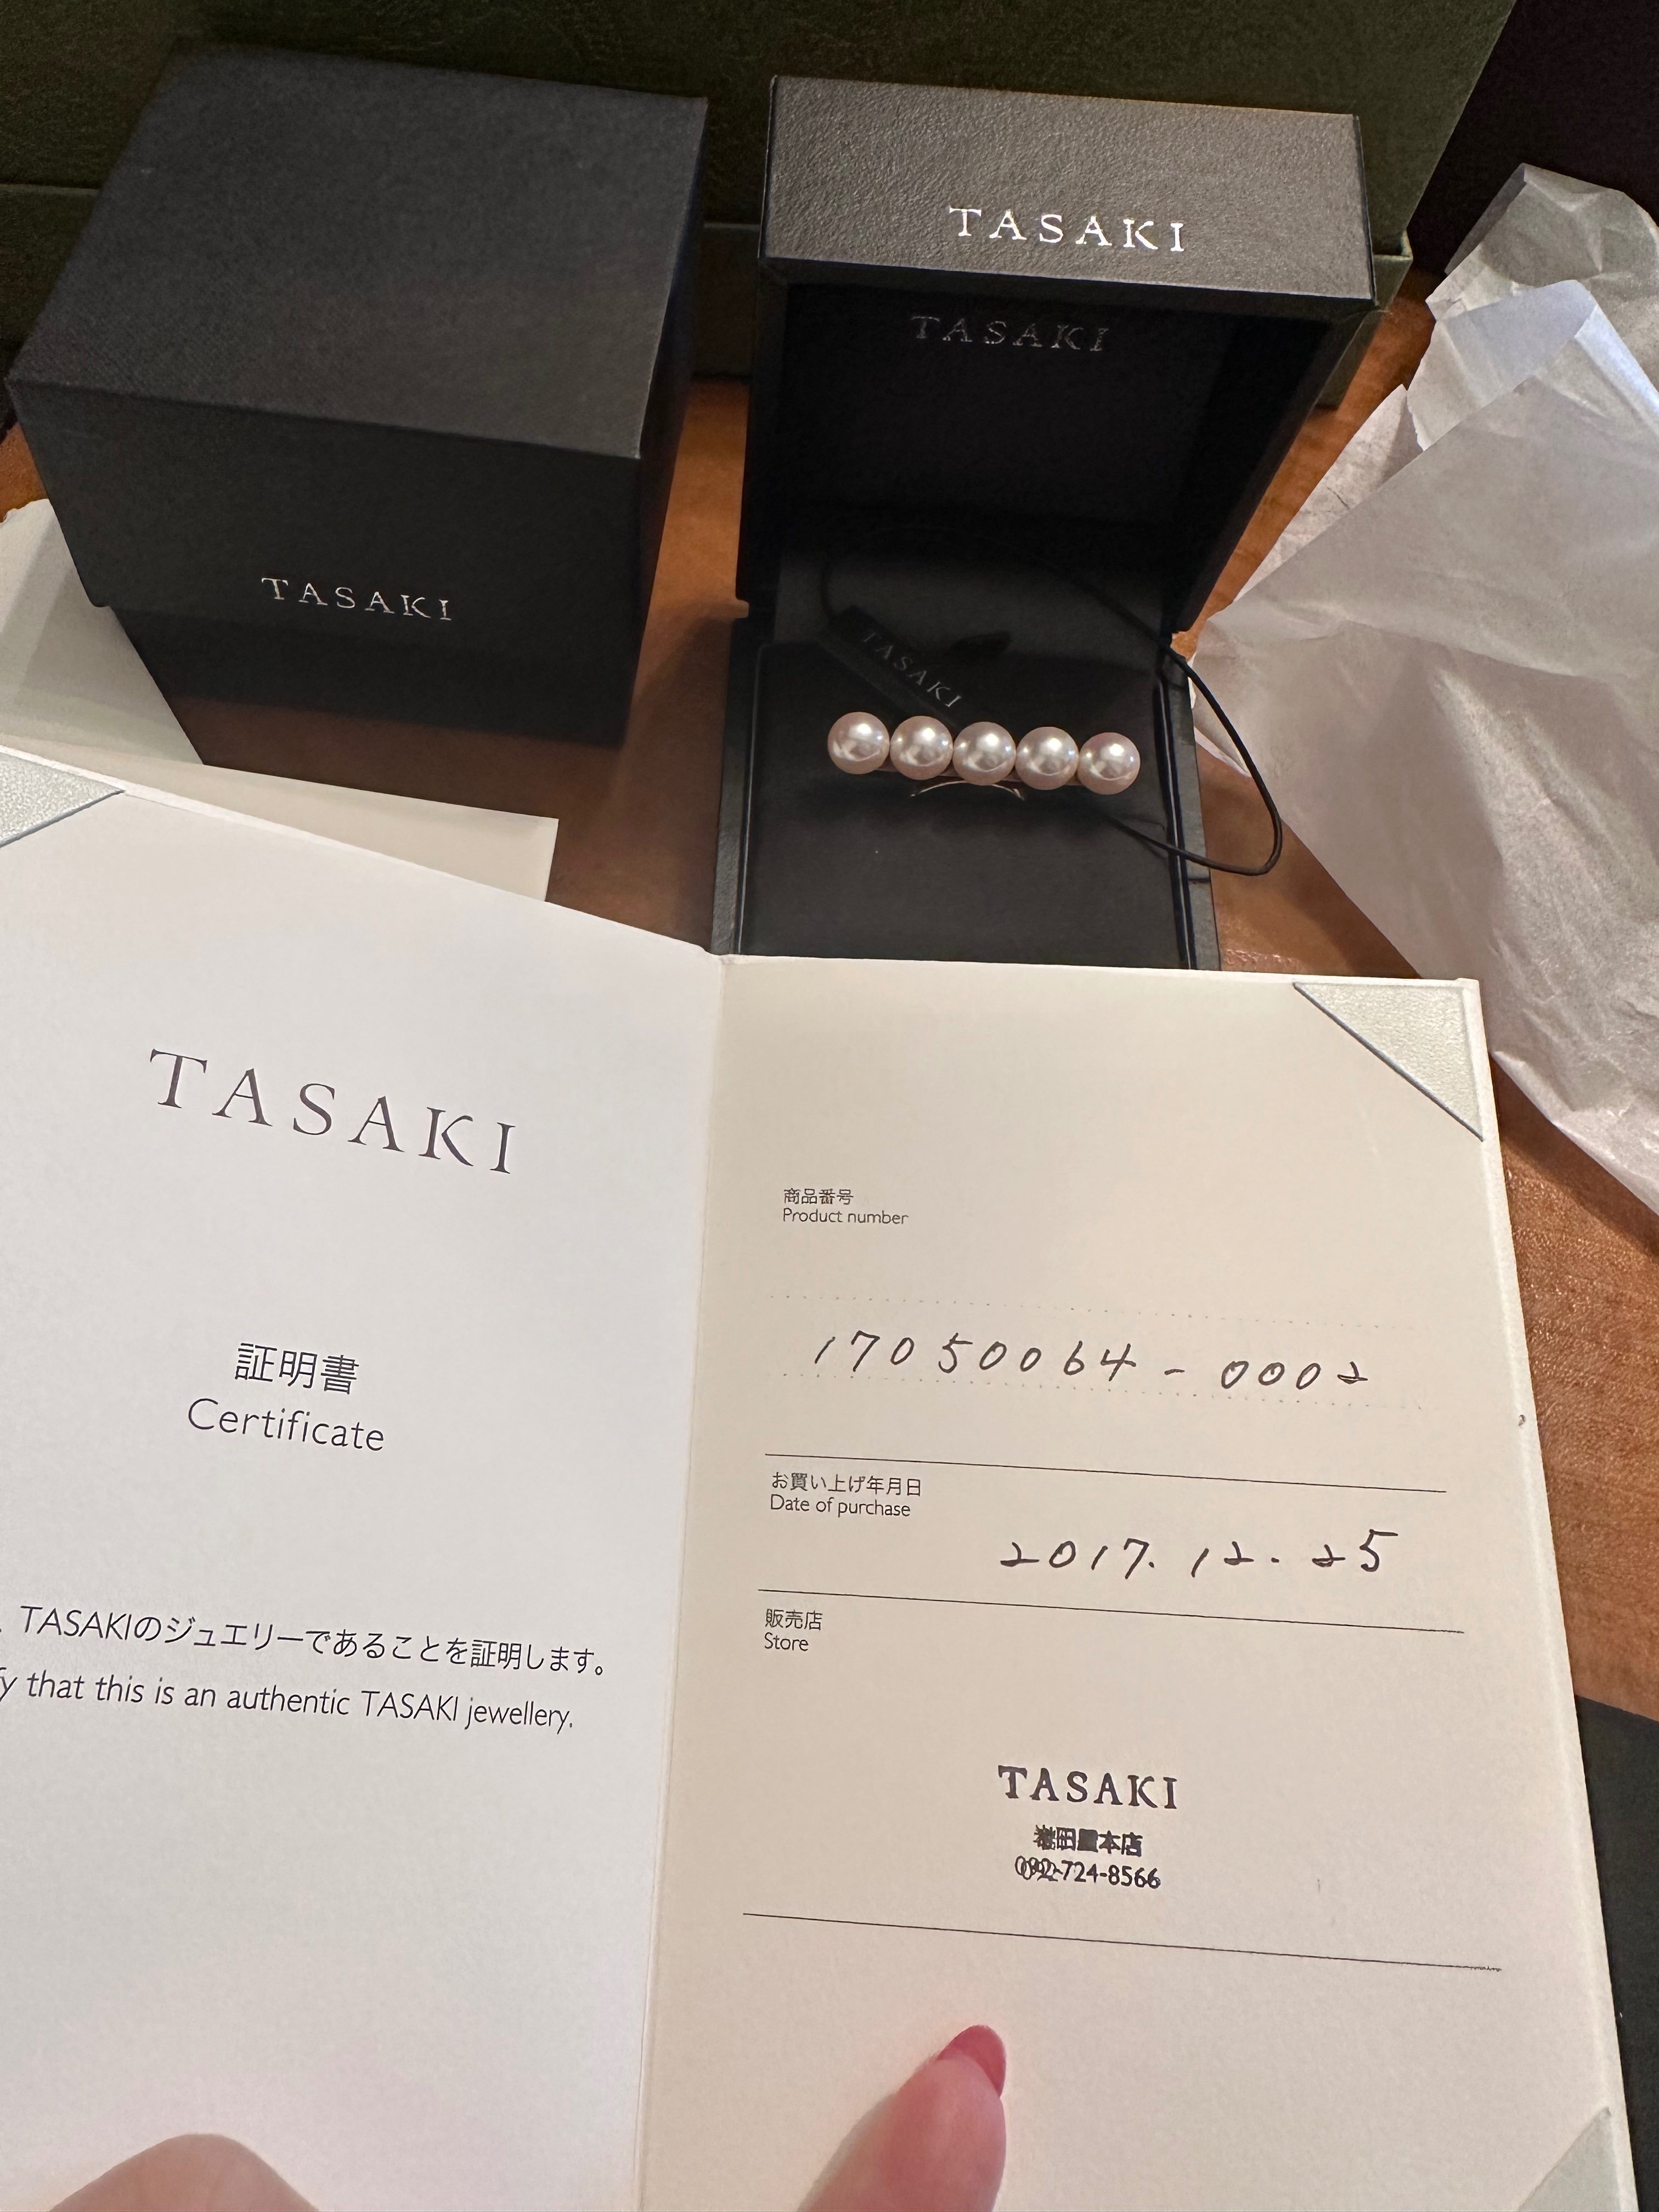 TASAKI
TASAKI
TASAKI
TASAKI
TASAKI
証明書
Certificate
TASAKIのジュエリーであることを証明します。
that this is an authentic TASAKI jewellery.
商品番号
Product number
17050064-0002
お買い上げ年月日
Date of purchase
2017.12.25
販売店
Store
TASAKI
本店
092-724-8566